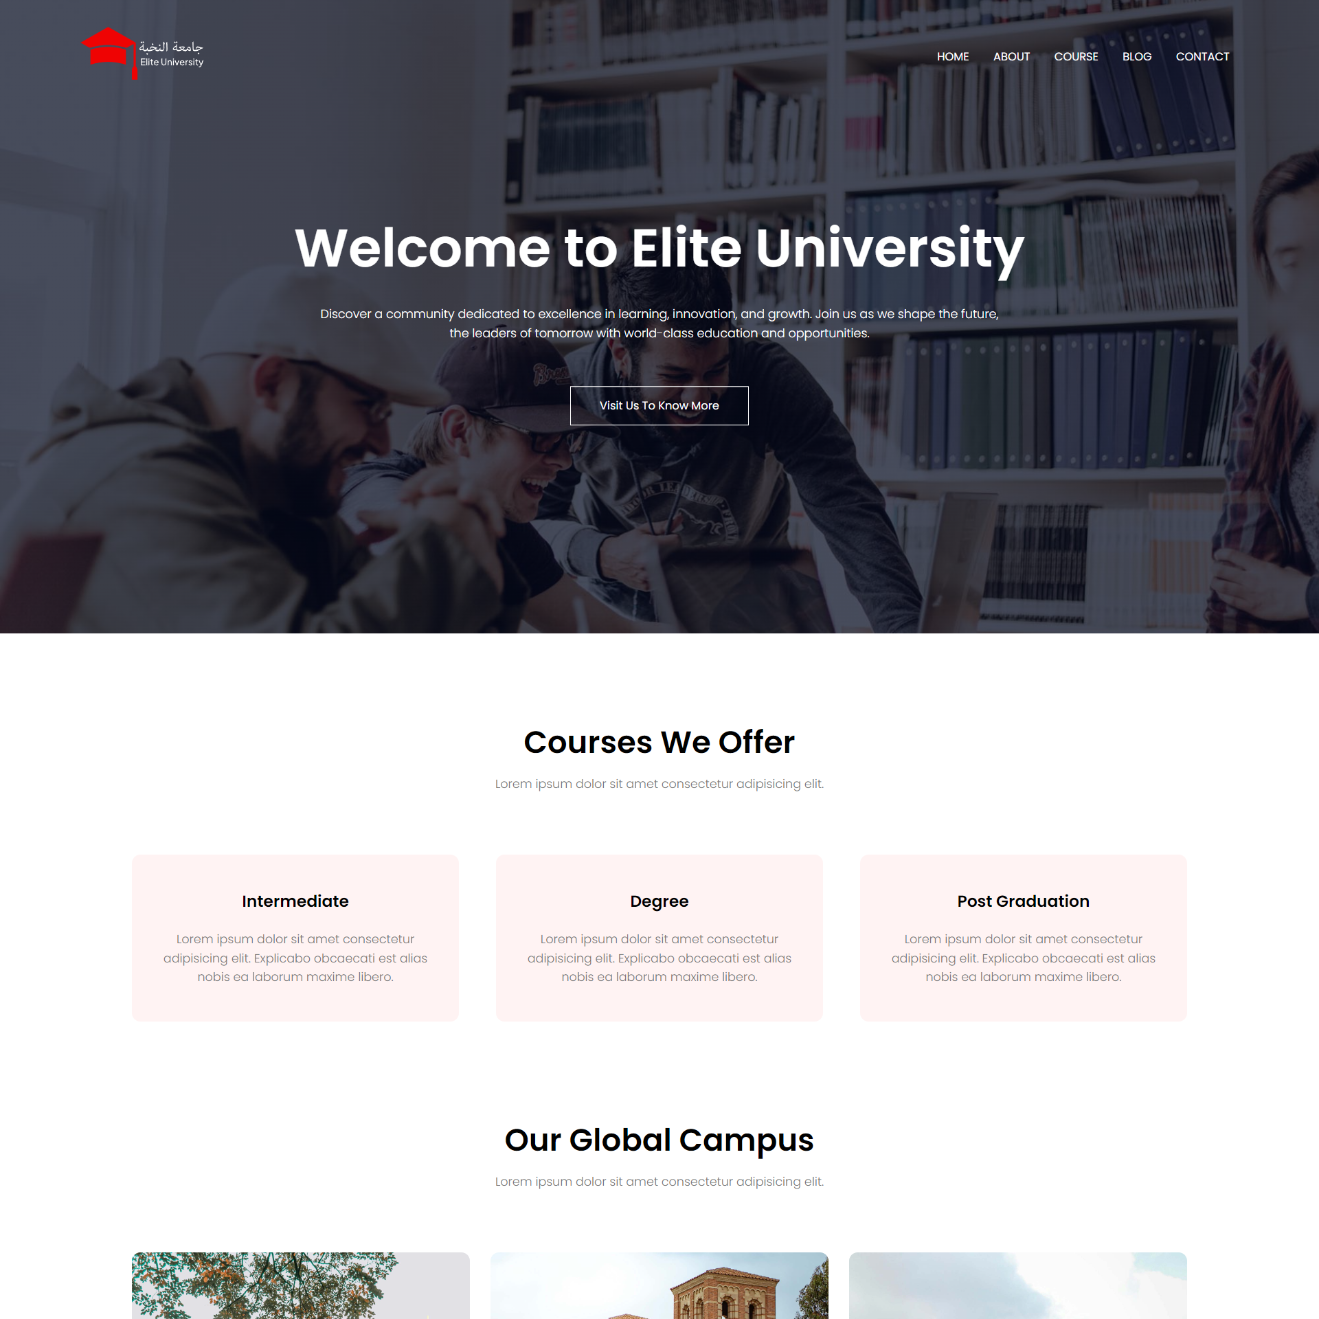 جامعة النخبة
Elite University
HOME ABOUT COURSE BLOG CONTACT
Welcome to Elite University
Discover a community dedicated to excellence in learning, innovation, and growth. Join us as we shape the future,
the leaders of tomorrow with world-class education and opportunities.
Visit Us To Know More
Courses We Offer
Lorem ipsum dolor sit amet consectetur adipisicing elit.
Intermediate
Lorem ipsum dolor sit amet consectetur
adipisicing elit. Explicabo obcaecati est alias
nobis ea laborum maxime libero.
Degree
Lorem ipsum dolor sit amet consectetur
adipisicing elit. Explicabo obcaecati est alias
nobis ea laborum maxime libero.
Post Graduation
Lorem ipsum dolor sit amet consectetur
adipisicing elit. Explicabo obcaecati est alias
nobis ea laborum maxime libero.
Our Global Campus
Lorem ipsum dolor sit amet consectetur adipisicing elit.